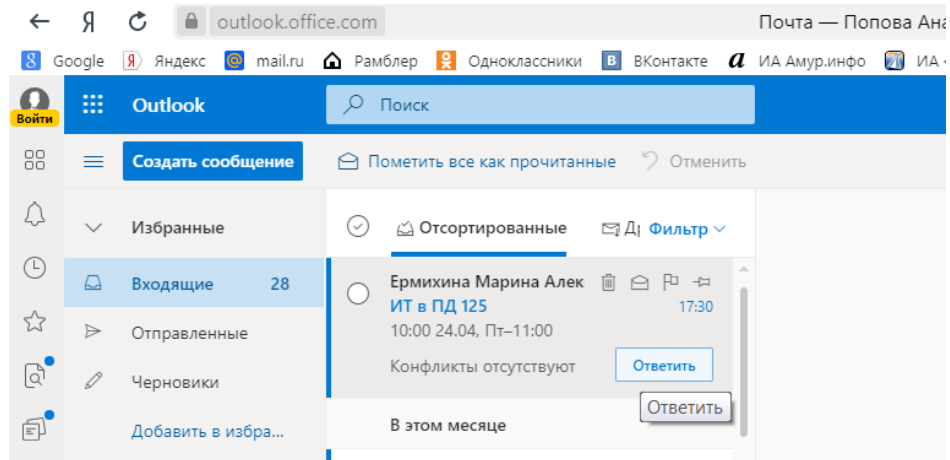 Я outlook.office.com Почта — Попова Ана
Google Яндекс mail.ru Рамблер Одноклассники ВКонтакте ИА Амур.инфо ИА
Войти
Outlook Поиск
Создать сообщение Пометить все как прочитанные Отменить
Избранные Отсортированные Фильтр
Входящие 28
Ермихина Марина Алек
ИТ в ПД 125 17:30
Отправленные 10:00 24.04, Пт–11:00
Конфликты отсутствуют Ответить
Черновики
Ответить
Добавить в избра... В этом месяце